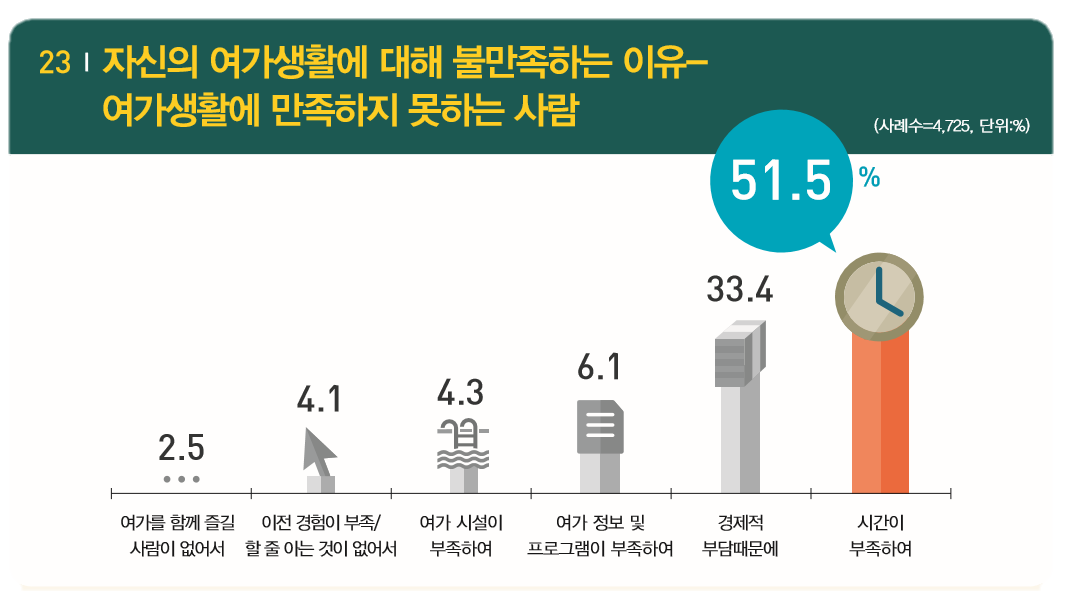 23 | 자신의 여가생활에 대해 불만족하는 이유–
여가생활에 만족하지 못하는 사람
(사례수=4,725, 단위:%)
51.5 %
33.4
6.1
4.3
4.1
2.5
여가를 함께 즐길
사람이 없어서
이전 경험이 부족/
할 줄 아는 것이 없어서
여가 시설이
부족하여
여가 정보 및
프로그램이 부족하여
경제적
부담때문에
시간이
부족하여